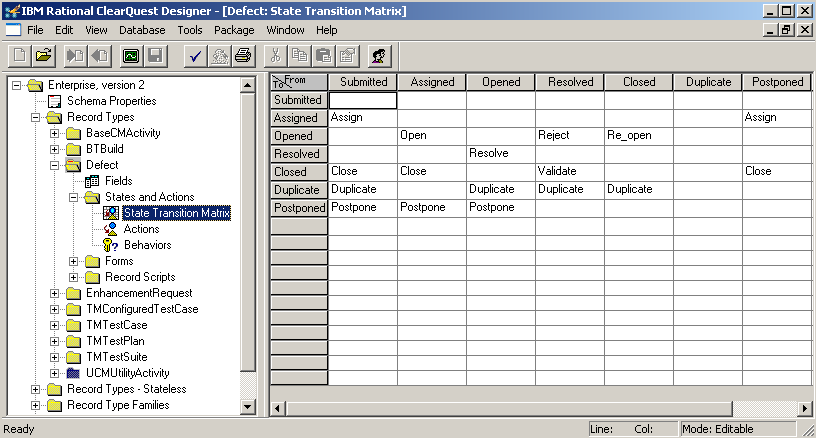 IBM Rational ClearQuest Designer - [Defect: State Transition Matrix]
File Edit View Database Tools Package Window Help
Enterprise, version 2
Schema Properties
Record Types
BaseCMActivity
BTBuild
Defect
Fields
States and Actions
State Transition Matrix
Actions
Behaviors
Forms
Record Scripts
EnhancementRequest
TMConfiguredTestCase
TMTestCase
TMTestPlan
TMTestSuite
UCMUtilityActivity
Record Types - Stateless
Record Type Families
To From Submitted Assigned Opened Resolved Closed Duplicate Postponed
Submitted
Assigned Assign Assign
Opened Open Reject Re_open
Resolved Resolve
Closed Close Close Validate Close
Duplicate Duplicate Duplicate Duplicate Duplicate
Postponed Postpone Postpone Postpone
Ready Line: Col: Mode: Editable